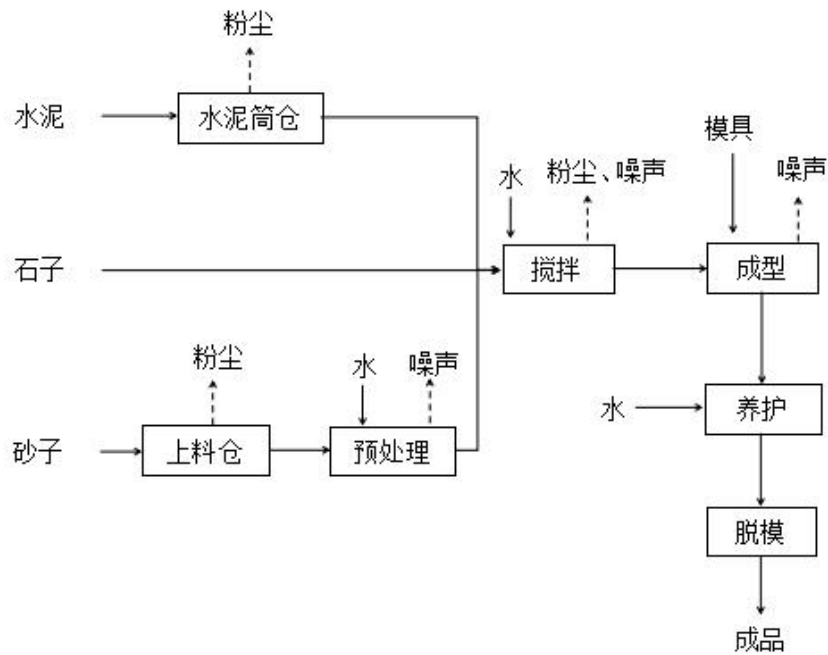 粉尘
水泥
水泥筒仓
模具
水
粉尘、噪声
噪声
石子
搅拌
成型
粉尘
水
噪声
水
养护
砂子
上料仓
预处理
脱模
成品